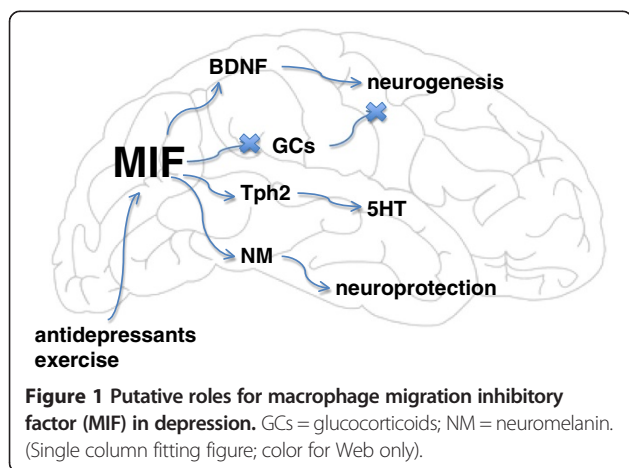 BDNF
neurogenesis
MIF
GCs
Tph2
5HT
NM
neuroprotection
antidepressants
exercise
Figure 1 Putative roles for macrophage migration inhibitory
factor (MIF) in depression. GCs = glucocorticoids; NM = neuromelanin.
(Single column fitting figure; color for Web only).